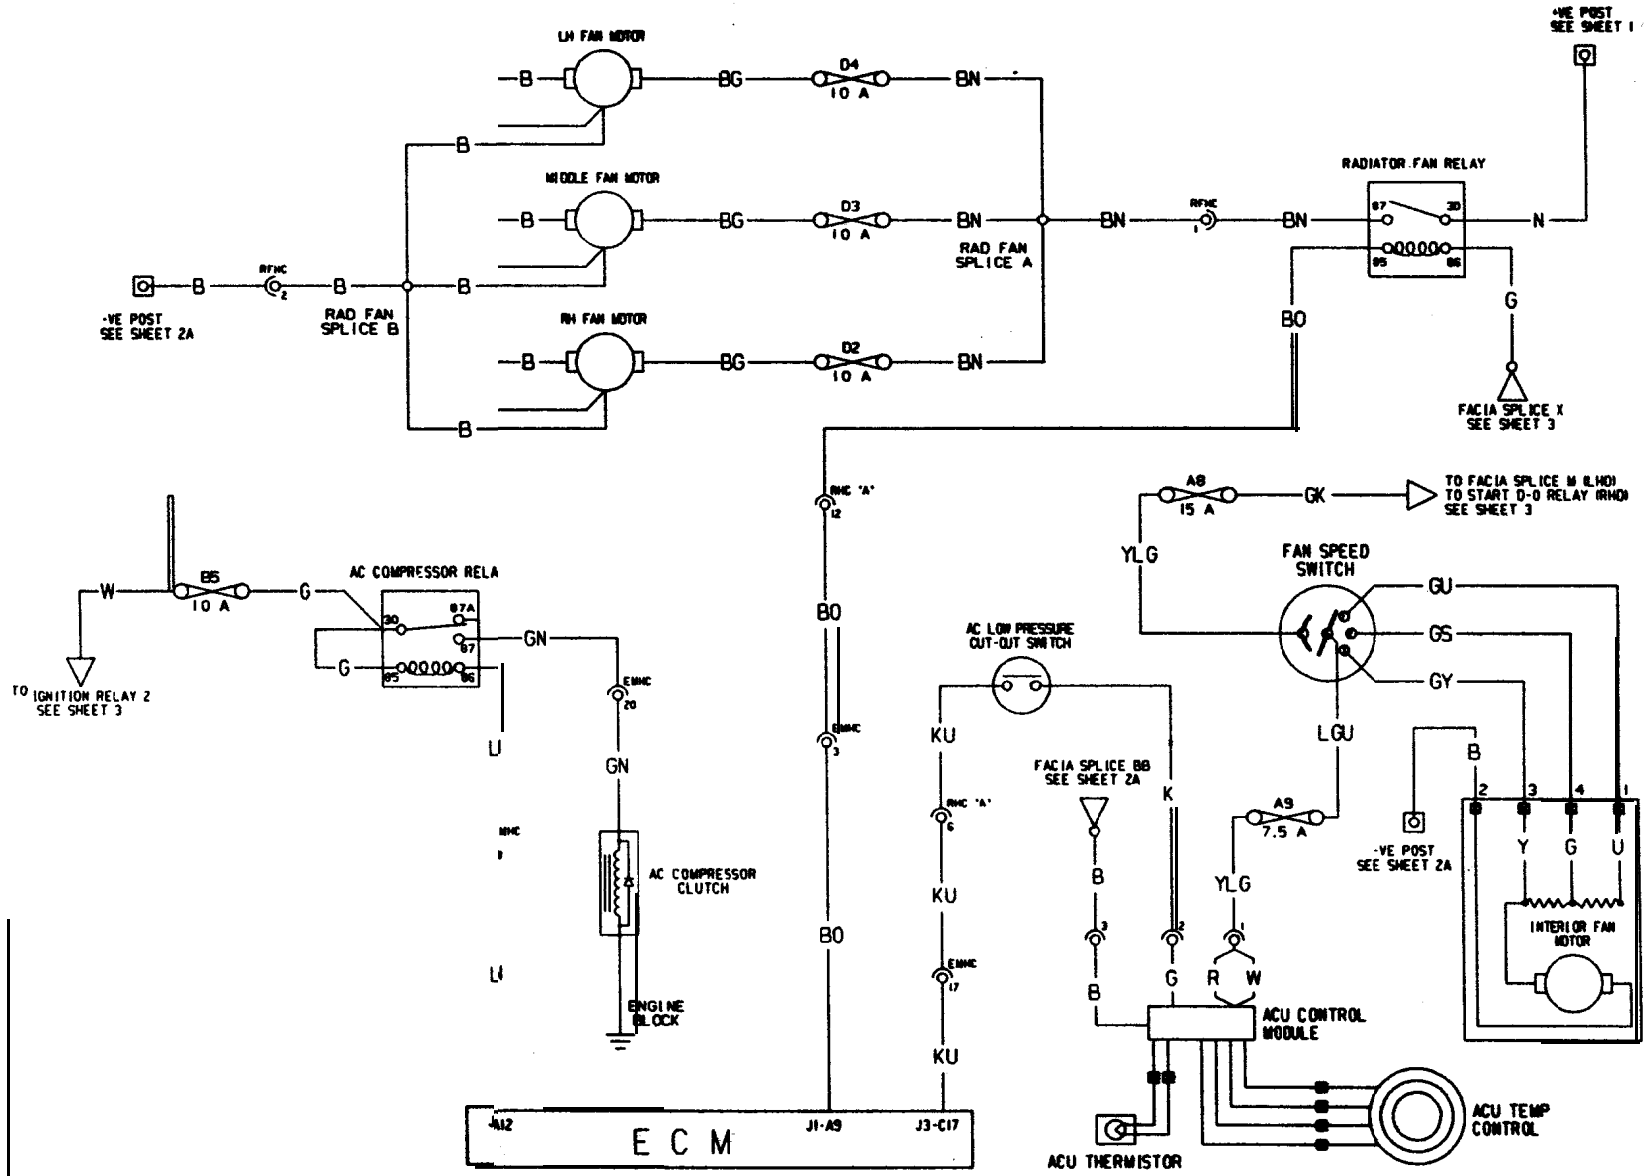 +VE POST
SEE SHEET 1
LH FAN MOTOR
B
BG
D4
10 A
BN
B
MIDDLE FAN MOTOR
B
BG
D3
10 A
BN
RAD FAN
SPLICE A
BN
RFHC
1
BN
RADIATOR FAN RELAY
87
30
85
86
N
G
FACIA SPLICE X
SEE SHEET 3
-VE POST
SEE SHEET 2A
B
RFHC
2
B
RAD FAN
SPLICE B
B
RH FAN MOTOR
B
BG
D2
10 A
BN
B
BO
RHC "A"
12
BO
EMHC
3
BO
W
B5
10 A
G
TO IGNITION RELAY 2
SEE SHEET 3
AC COMPRESSOR RELA
30
87A
87
85
86
G
GN
EMHC
20
GN
AC COMPRESSOR
CLUTCH
ENGINE
BLOCK
A8
15 A
GK
TO FACIA SPLICE M (LHD)
TO START D-O RELAY (RHD)
SEE SHEET 3
YLG
FAN SPEED
SWITCH
GU
GS
GY
LGU
A9
7.5 A
YLG
AC LOW PRESSURE
CUT-OUT SWITCH
KU
RHC "A"
6
KU
EMHC
17
KU
K
FACIA SPLICE BB
SEE SHEET 2A
B
3
B
2
G
1
R
W
-VE POST
SEE SHEET 2A
B
2
3
4
1
Y
G
U
INTERIOR FAN
MOTOR
ACU CONTROL
MODULE
ACU TEMP
CONTROL
ACU THERMISTOR
A12
J1-A9
J3-C17
ECM